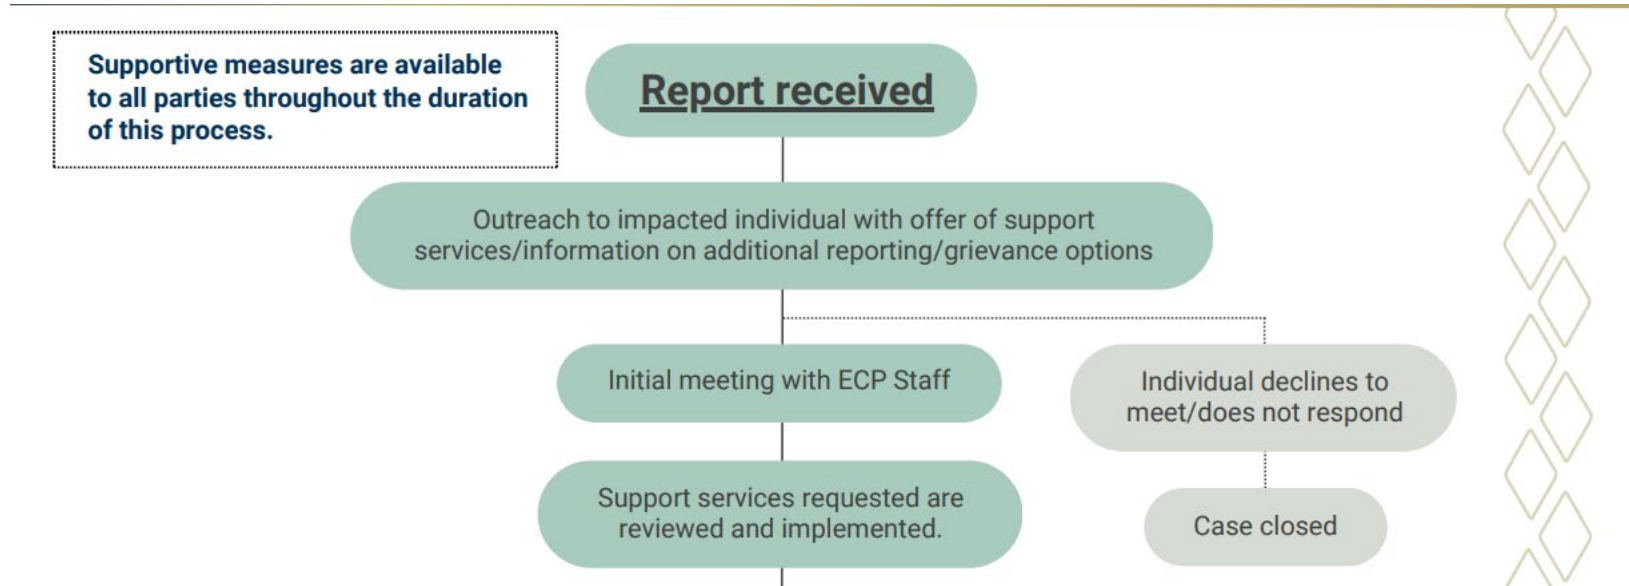 Supportive measures are available
to all parties throughout the duration
of this process.
Report received
Outreach to impacted individual with offer of support
services/information on additional reporting/grievance options
Initial meeting with ECP Staff
Individual declines to
meet/does not respond
Support services requested are
reviewed and implemented.
Case closed